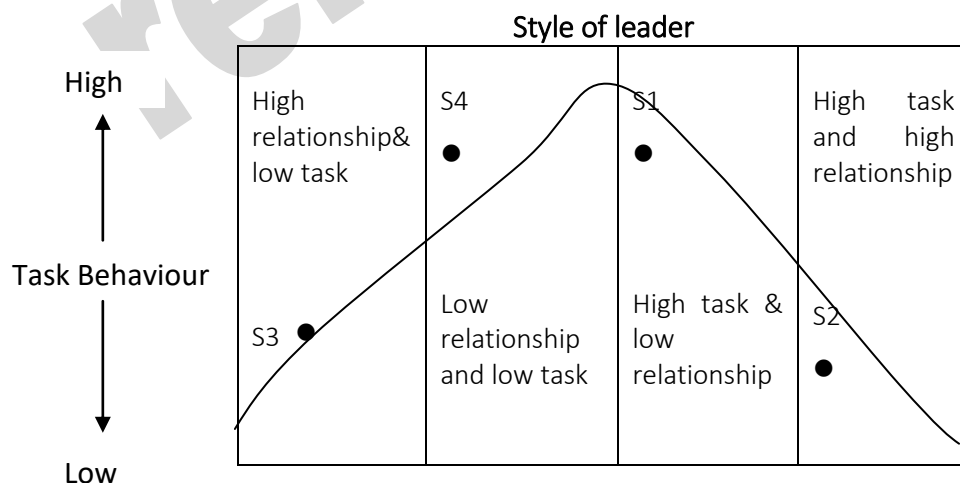 Style of leader
High
Task Behaviour
Low
High
relationship&
low task
S3
S4
Low
relationship
and low task
S1
High task &
low
relationship
High task
and high
relationship
S2